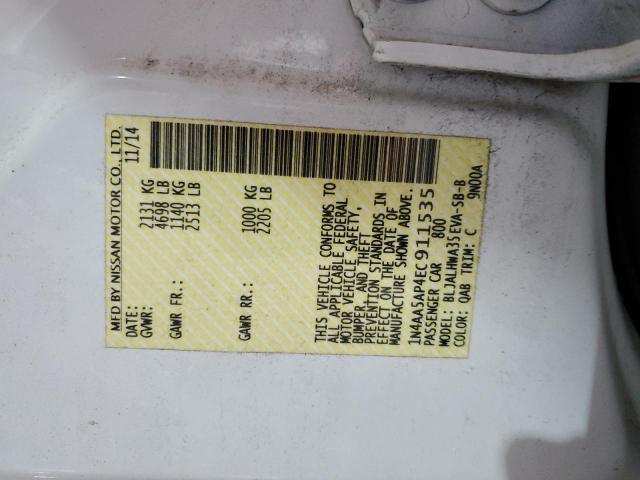 MFD BY NISSAN MOTOR CO., LTD.
DATE: 11/14
GVWR: 2131 KG
4698 LB
GAWR FR.: 1140 KG
2513 LB
GAWR RR.: 1000 KG
2205 LB
THIS VEHICLE CONFORMS TO
ALL APPLICABLE FEDERAL
MOTOR VEHICLE SAFETY,
BUMPER, AND THEFT
PREVENTION STANDARDS IN
EFFECT ON THE DATE OF
MANUFACTURE SHOWN ABOVE.
1N4AA5AP4EC911535
PASSENGER CAR 800
MODEL: BLJALHWA35EVA-SB-B
COLOR: QAB TRIM: C 9N00A